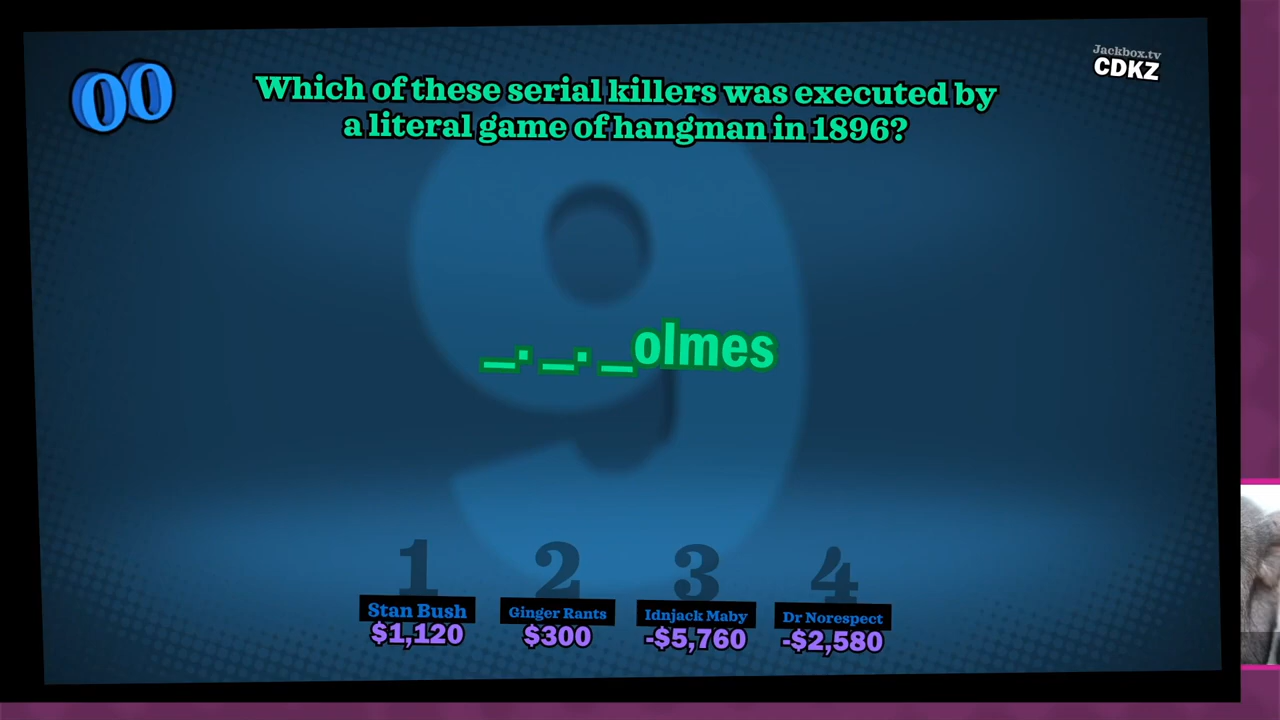 00
Jackbox.tv
CDKZ
Which of these serial killers was executed by
a literal game of hangman in 1896?
9
_. _. _olmes
1 2 3 4
Stan Bush Ginger Rants Idnjack Maby Dr Norespect
$1,120 $300 -$5,760 -$2,580